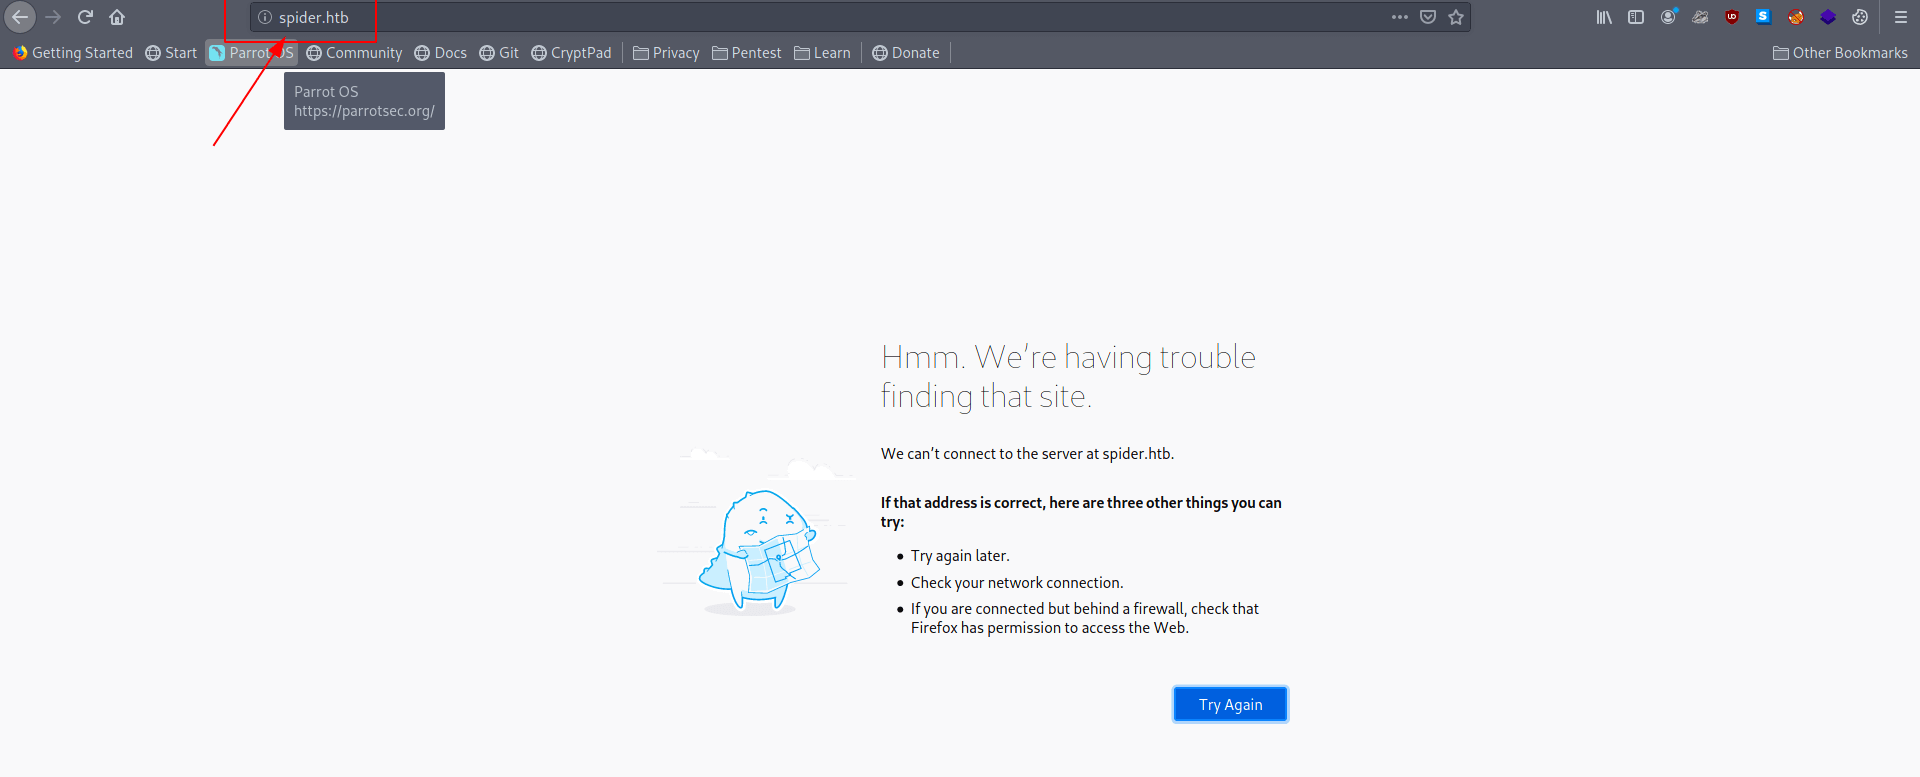 spider.htb
Getting Started Start Parrot OS Community Docs Git CryptPad Privacy Pentest Learn Donate Other Bookmarks
Parrot OS
https://parrotsec.org/
Hmm. We're having trouble
finding that site.
We can't connect to the server at spider.htb.
If that address is correct, here are three other things you can
try:
Try again later.
Check your network connection.
If you are connected but behind a firewall, check that
Firefox has permission to access the Web.
Try Again